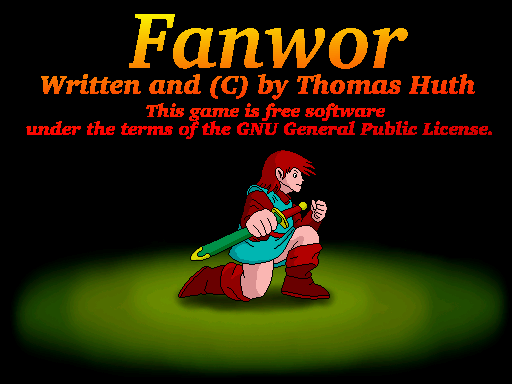 Fanwor
Written and (C) by Thomas Huth
This game is free software
under the terms of the GNU General Public License.